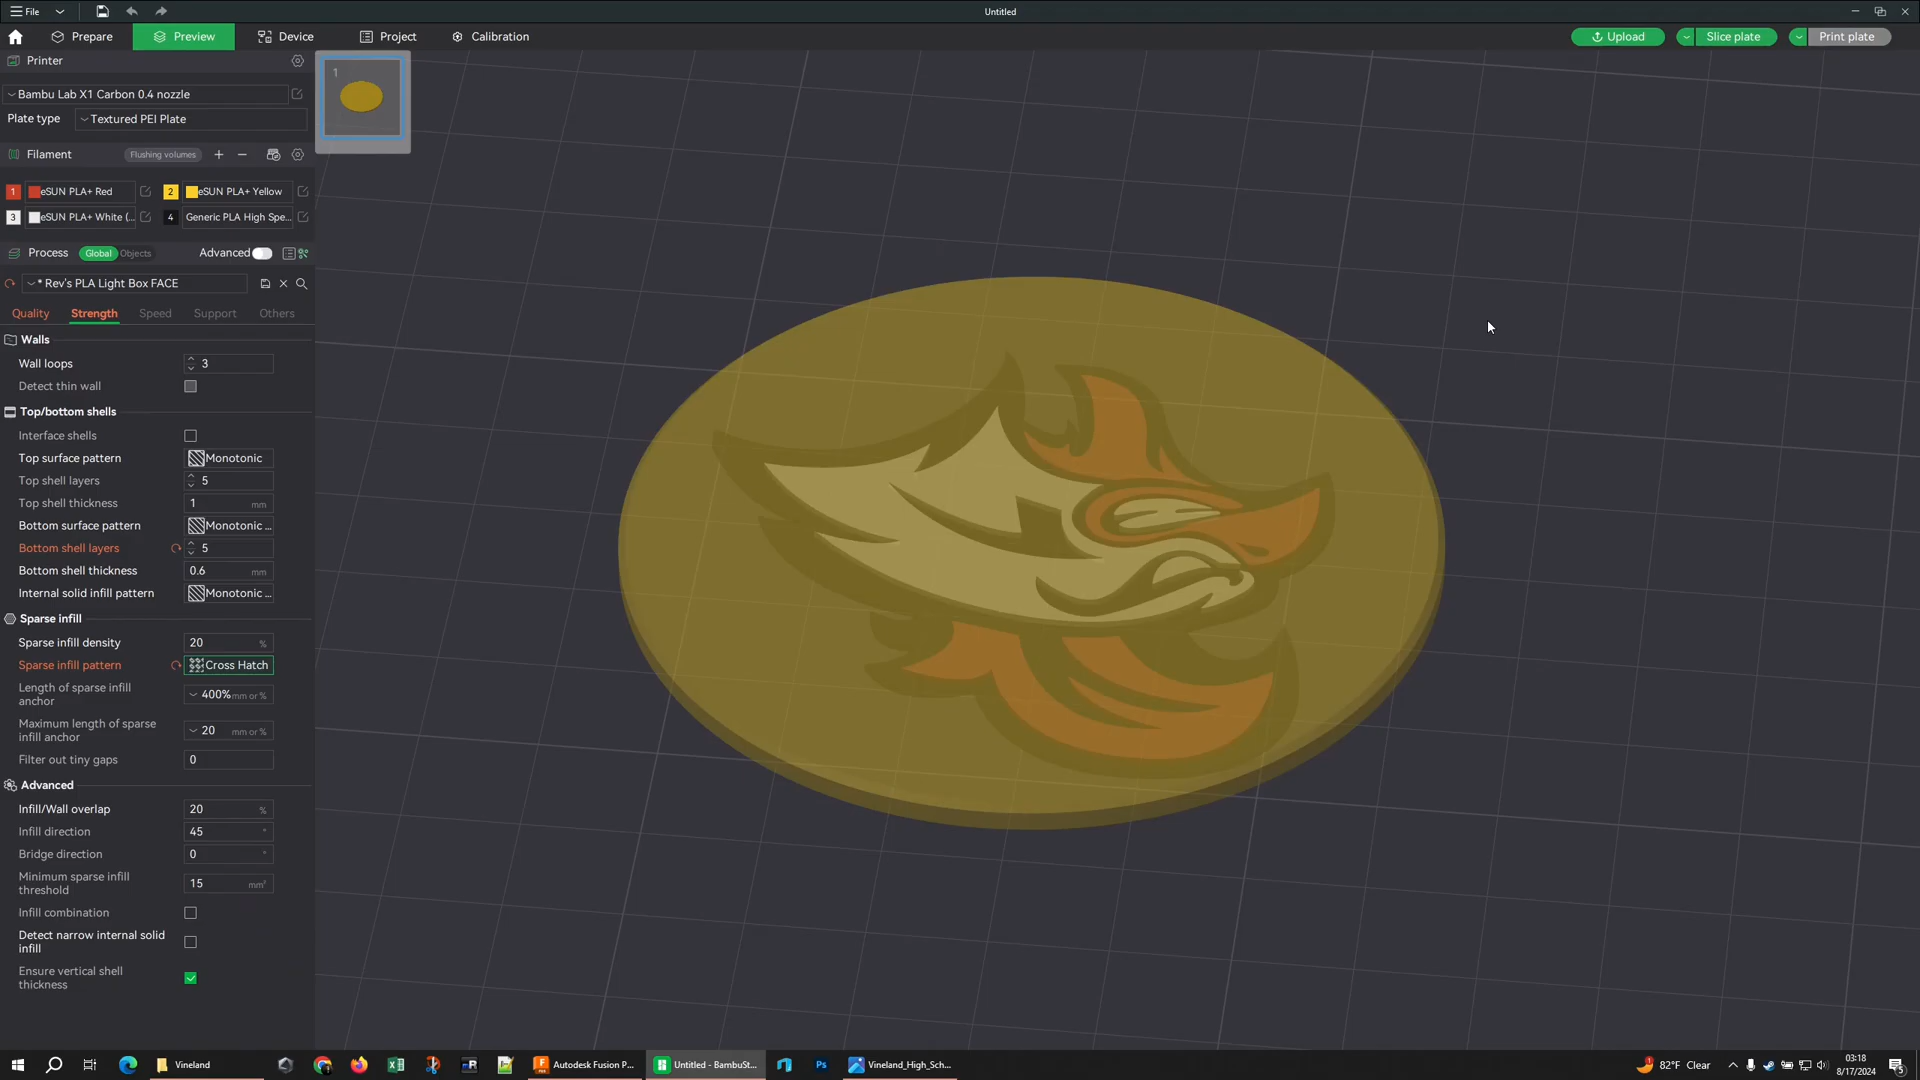 File
Untitled
Prepare
Preview
Device
Project
Calibration
Upload
Slice plate
Print plate
Printer
Bambu Lab X1 Carbon 0.4 nozzle
Plate type
Textured PEI Plate
1
Filament
Flushing volumes
1 eSUN PLA+ Red
2 eSUN PLA+ Yellow
3 eSUN PLA+ White (...
4 Generic PLA High Spe...
Process
Global Objects
Advanced
* Rev's PLA Light Box FACE
Quality
Strength
Speed
Support
Others
Walls
Wall loops 3
Detect thin wall
Top/bottom shells
Interface shells
Top surface pattern Monotonic
Top shell layers 5
Top shell thickness 1 mm
Bottom surface pattern Monotonic ...
Bottom shell layers 5
Bottom shell thickness 0.6 mm
Internal solid infill pattern Monotonic ...
Sparse infill
Sparse infill density 20 %
Sparse infill pattern Cross Hatch
Length of sparse infill anchor 400% mm or %
Maximum length of sparse infill anchor 20 mm or %
Filter out tiny gaps 0
Advanced
Infill/Wall overlap 20 %
Infill direction 45 °
Bridge direction 0 °
Minimum sparse infill threshold 15 mm²
Infill combination
Detect narrow internal solid infill
Ensure vertical shell thickness
Vineland
Autodesk Fusion P...
Untitled - BambuSt...
Ps
Vineland_High_Sch...
82°F Clear
03:18
8/17/2024